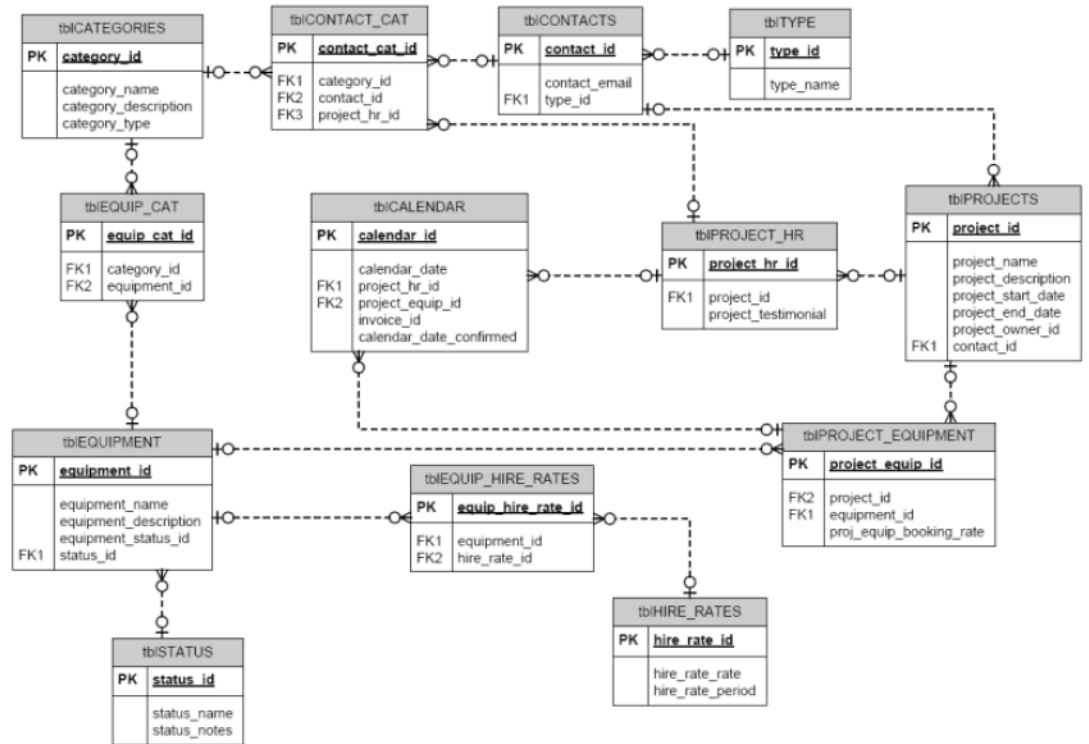 tblCATEGORIES
PK category_id
category_name
category_description
category_type
tblCONTACT_CAT
PK contact_cat_id
FK1 category_id
FK2 contact_id
FK3 project_hr_id
tblCONTACTS
PK contact_id
contact_email
FK1 type_id
tblTYPE
PK type_id
type_name
tblEQUIP_CAT
PK equip_cat_id
FK1 category_id
FK2 equipment_id
tblCALENDAR
PK calendar_id
calendar_date
FK1 project_hr_id
FK2 project_equip_id
invoice_id
calendar_date_confirmed
tblPROJECT_HR
PK project_hr_id
FK1 project_id
project_testimonial
tblPROJECTS
PK project_id
project_name
project_description
project_start_date
project_end_date
project_owner_id
FK1 contact_id
tblEQUIPMENT
PK equipment_id
equipment_name
equipment_description
equipment_status_id
FK1 status_id
tblEQUIP_HIRE_RATES
PK equip_hire_rate_id
FK1 equipment_id
FK2 hire_rate_id
tblPROJECT_EQUIPMENT
PK project_equip_id
FK2 project_id
FK1 equipment_id
proj_equip_booking_rate
tblSTATUS
PK status_id
status_name
status_notes
tblHIRE_RATES
PK hire_rate_id
hire_rate_rate
hire_rate_period